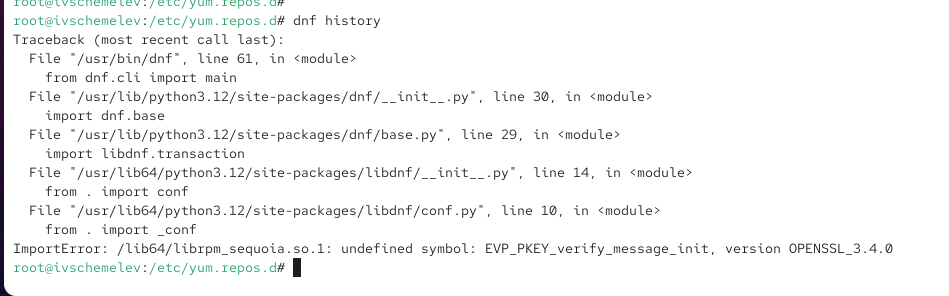 root@ivschemelev:/etc/yum.repos.d#
root@ivschemelev:/etc/yum.repos.d# dnf history
Traceback (most recent call last):
  File "/usr/bin/dnf", line 61, in <module>
    from dnf.cli import main
  File "/usr/lib/python3.12/site-packages/dnf/__init__.py", line 30, in <module>
    import dnf.base
  File "/usr/lib/python3.12/site-packages/dnf/base.py", line 29, in <module>
    import libdnf.transaction
  File "/usr/lib64/python3.12/site-packages/libdnf/__init__.py", line 14, in <module>
    from . import conf
  File "/usr/lib64/python3.12/site-packages/libdnf/conf.py", line 10, in <module>
    from . import _conf
ImportError: /lib64/librpm_sequoia.so.1: undefined symbol: EVP_PKEY_verify_message_init, version OPENSSL_3.4.0
root@ivschemelev:/etc/yum.repos.d#